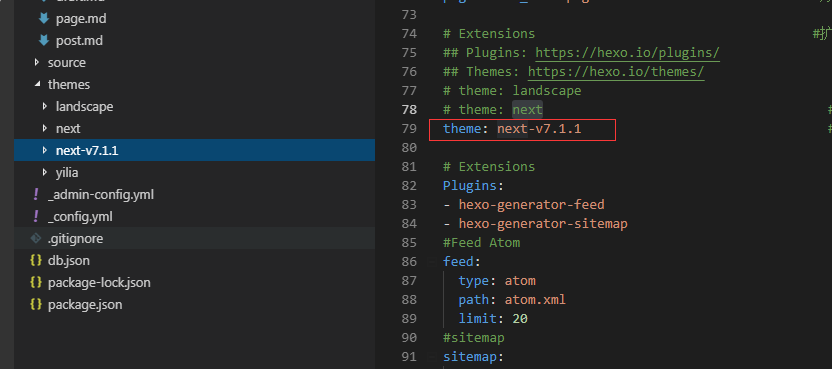 page.md
post.md
source
themes
landscape
next
next-v7.1.1
yilia
_admin-config.yml
_config.yml
.gitignore
db.json
package-lock.json
package.json
73
74 # Extensions #扩
75 ## Plugins: https://hexo.io/plugins/
76 ## Themes: https://hexo.io/themes/
77 # theme: landscape
78 # theme: next #
79 theme: next-v7.1.1 #
80
81
82 # Extensions
Plugins:
83 - hexo-generator-feed
84 - hexo-generator-sitemap
85 #Feed Atom
86 feed:
87 type: atom
88 path: atom.xml
89 limit: 20
90 #sitemap
91 sitemap: